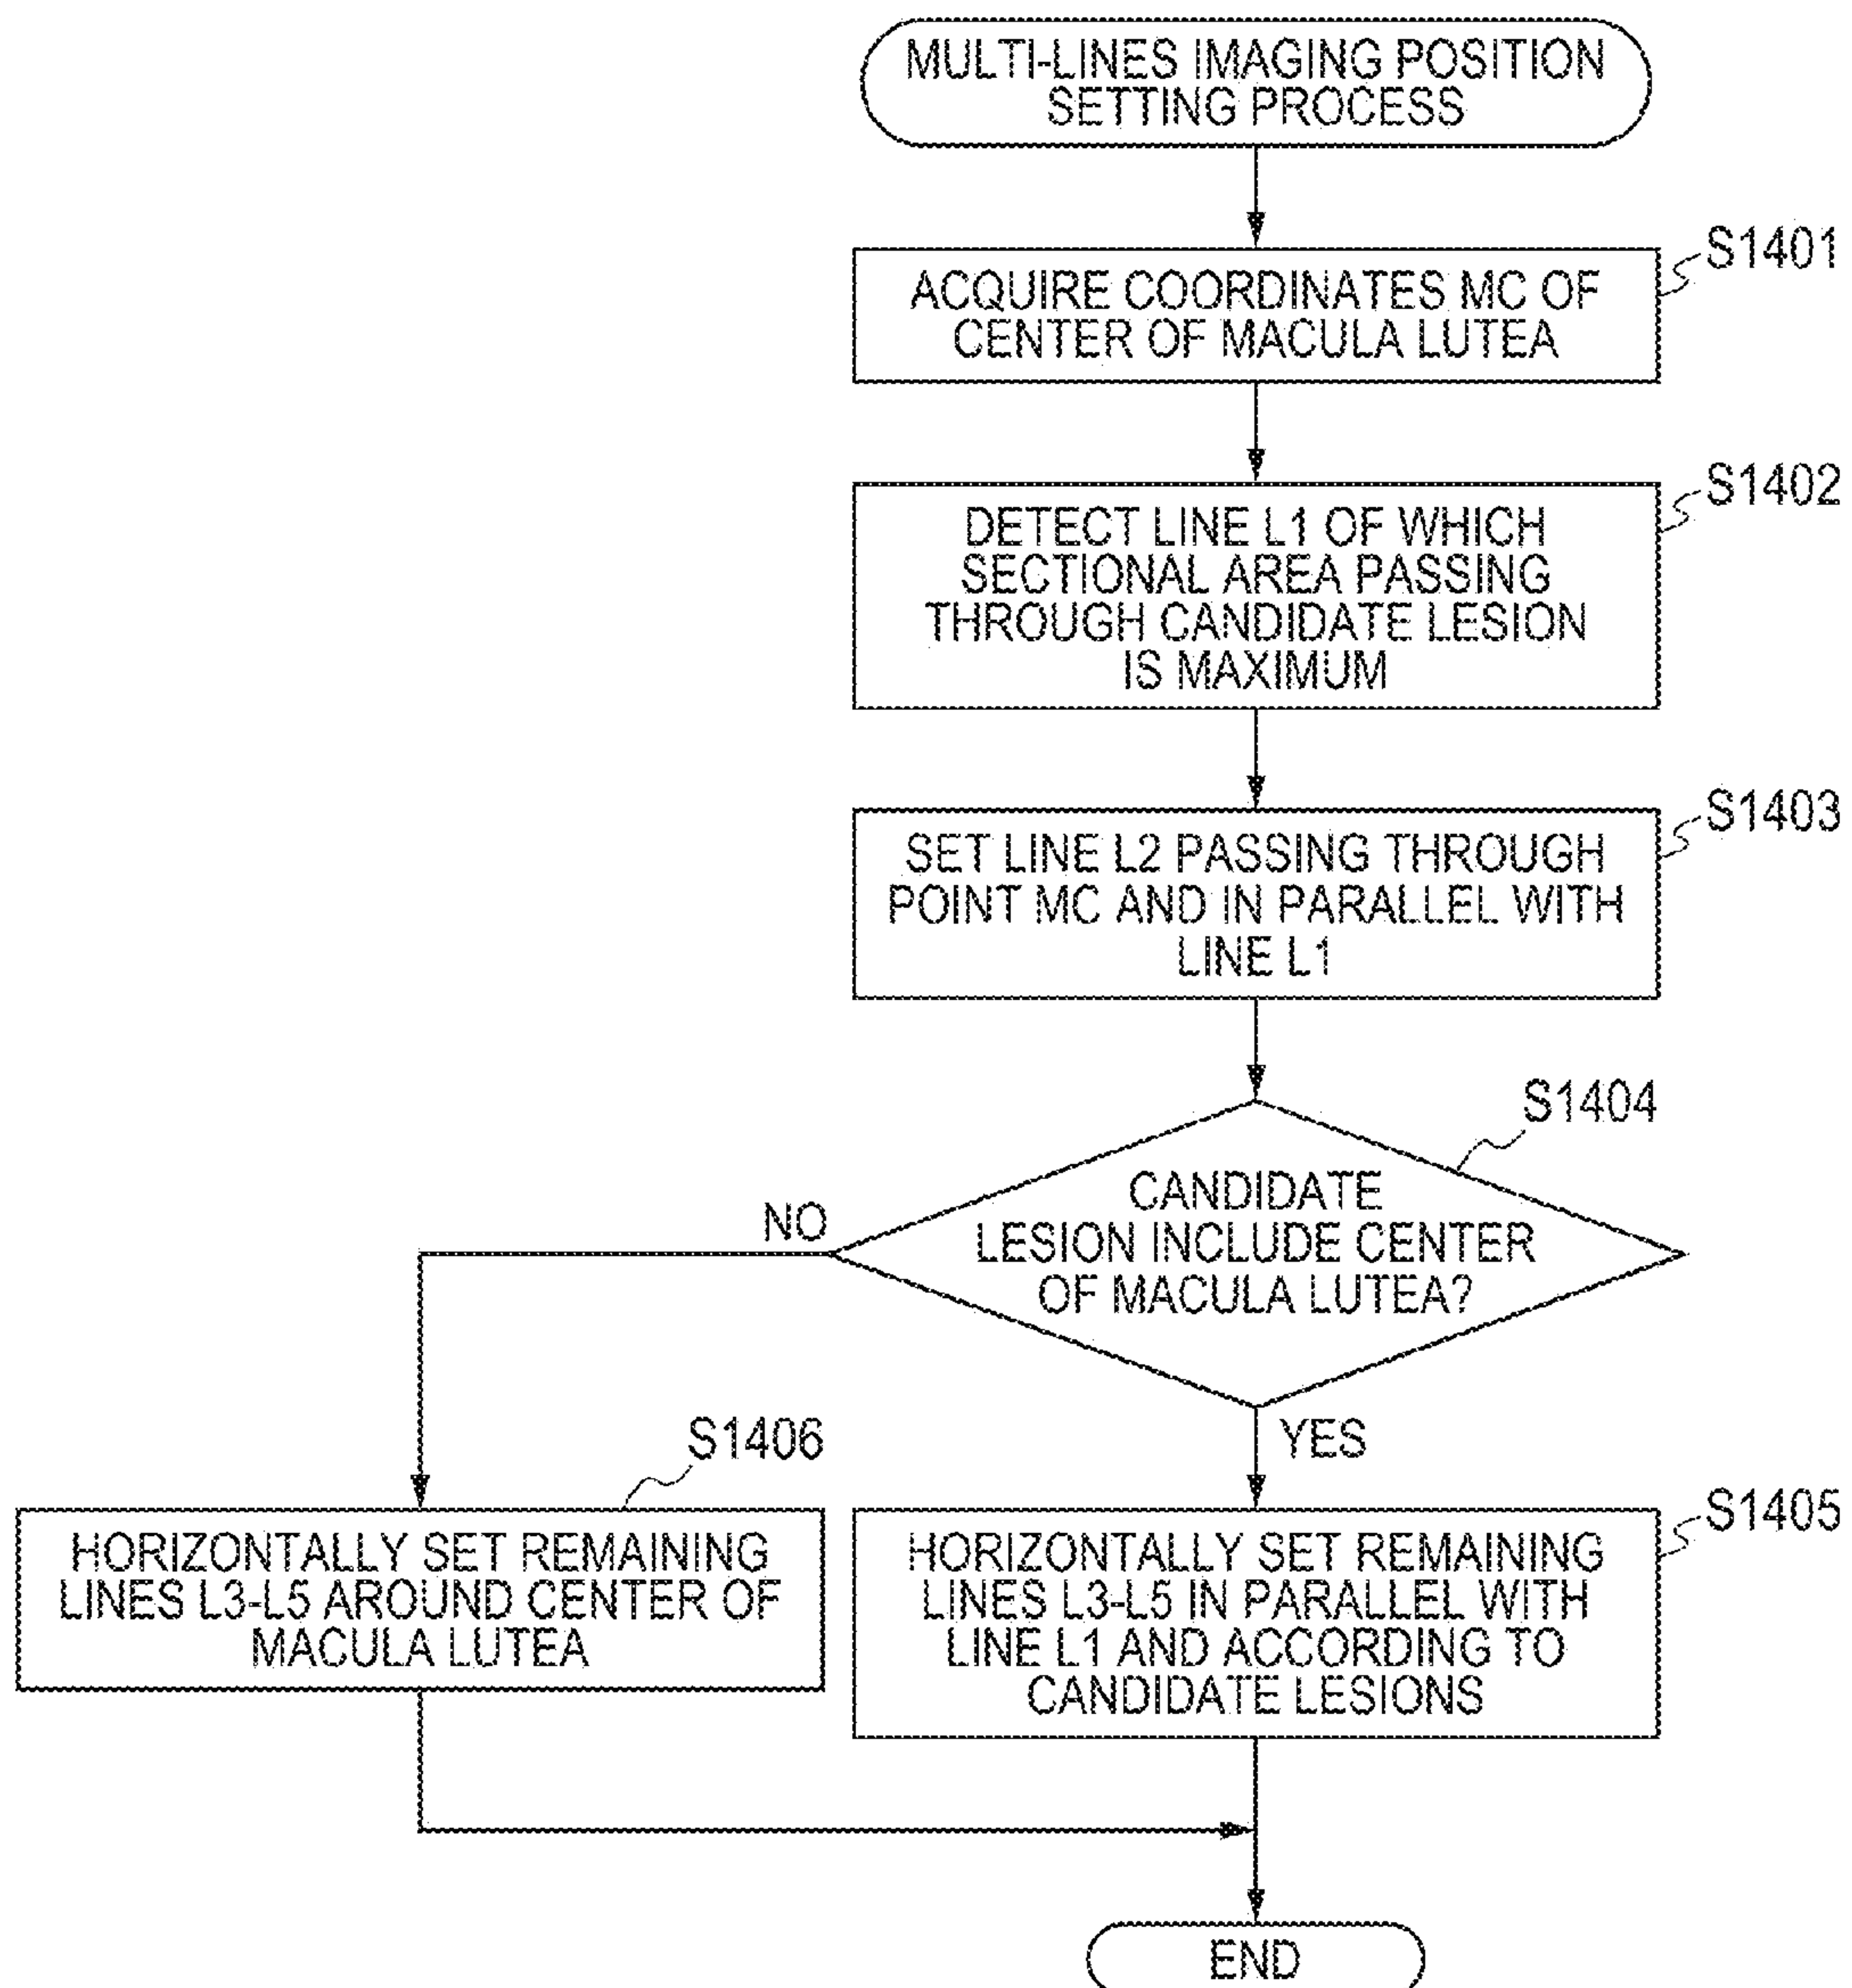 MULTI-LINES IMAGING POSITION
SETTING PROCESS
S1401
ACQUIRE COORDINATES MC OF
CENTER OF MACULA LUTEA
S1402
DETECT LINE L1 OF WHICH
SECTIONAL AREA PASSING
THROUGH CANDIDATE LESION
IS MAXIMUM
S1403
SET LINE L2 PASSING THROUGH
POINT MC AND IN PARALLEL WITH
LINE L1
S1404
CANDIDATE
LESION INCLUDE CENTER
OF MACULA LUTEA?
NO
YES
S1406
HORIZONTALLY SET REMAINING
LINES L3-L5 AROUND CENTER OF
MACULA LUTEA
S1405
HORIZONTALLY SET REMAINING
LINES L3-L5 IN PARALLEL WITH
LINE L1 AND ACCORDING TO
CANDIDATE LESIONS
END